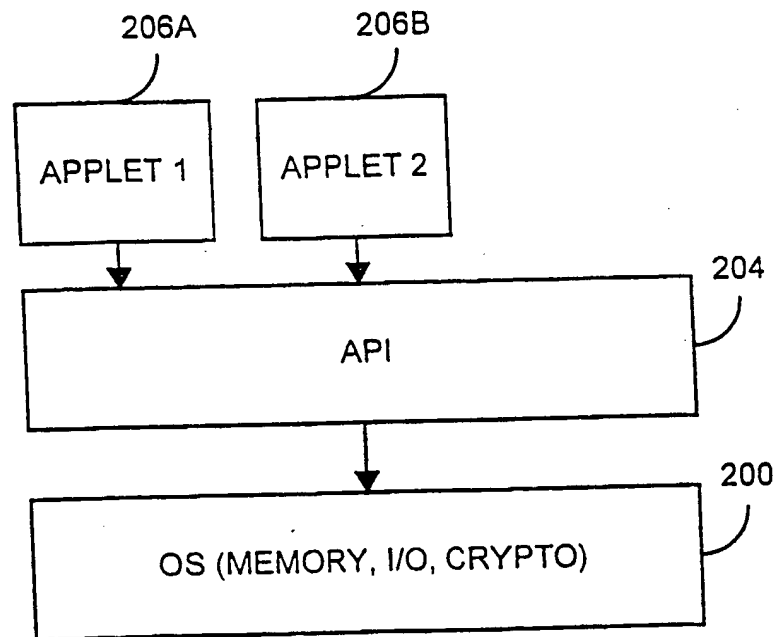 206A
206B
APPLET 1
APPLET 2
204
API
200
OS (MEMORY, I/O, CRYPTO)